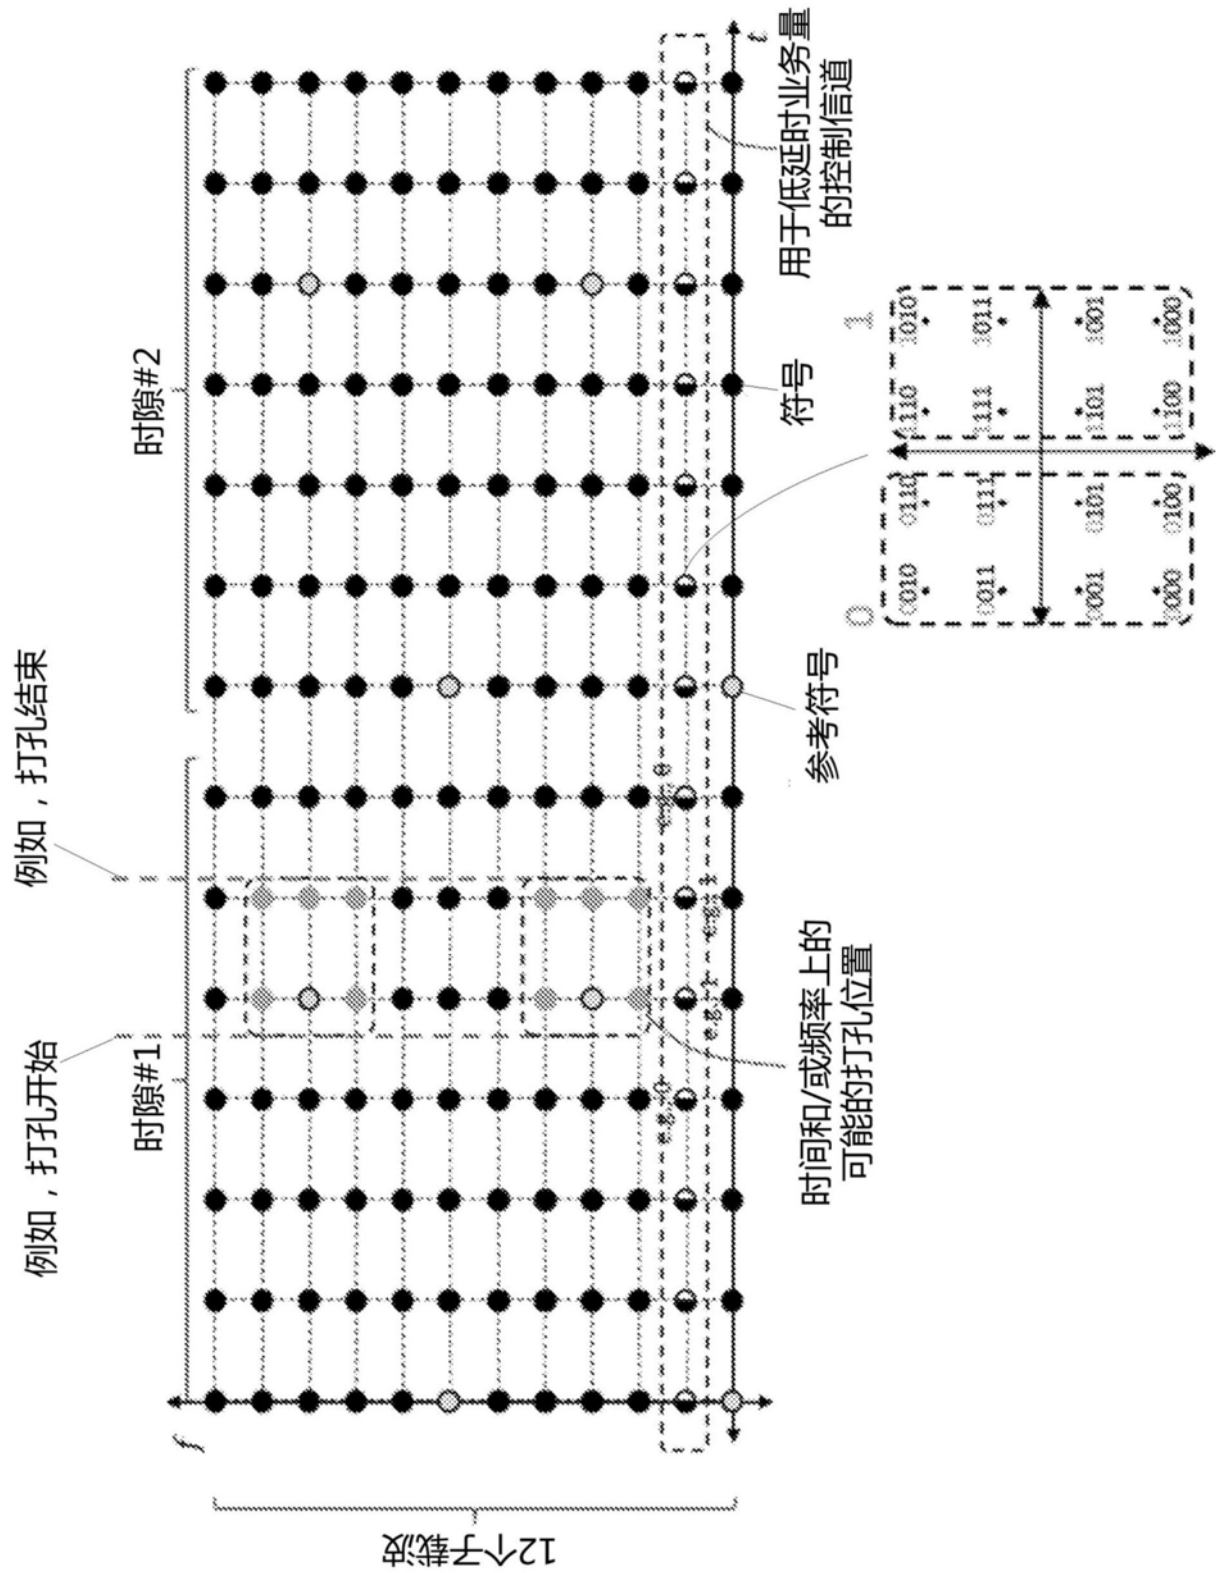 例如，打孔开始
例如，打孔结束
时隙#1
时隙#2
f
12个子载波
e.g., 0
e.g., 0
e.g., 1
e.g., 1
t
时间和/或频率上的
可能的打孔位置
参考符号
符号
用于低延时业务量
的控制信道
0
1
0010 0110 1110 1010
0011 0111 1111 1011
0001 0101 1101 1001
0000 0100 1100 1000